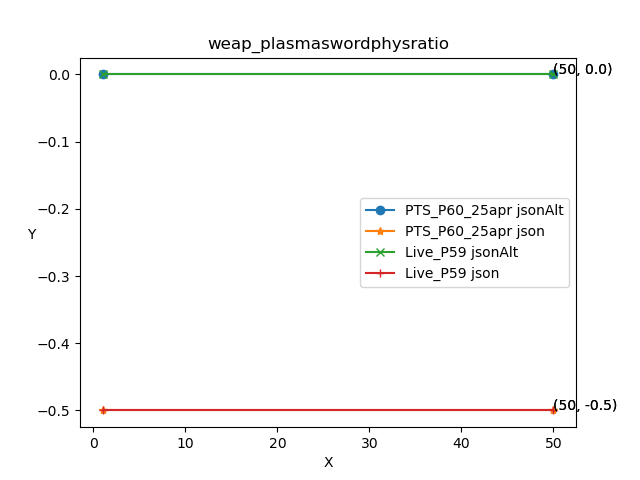 weap_plasmaswordphysratio
0.0
(50, 0.0)
−0.1
−0.2
PTS_P60_25apr jsonAlt
PTS_P60_25apr json
Y
Live_P59 jsonAlt
−0.3
Live_P59 json
−0.4
−0.5
(50, -0.5)
0 10 20 30 40 50
X